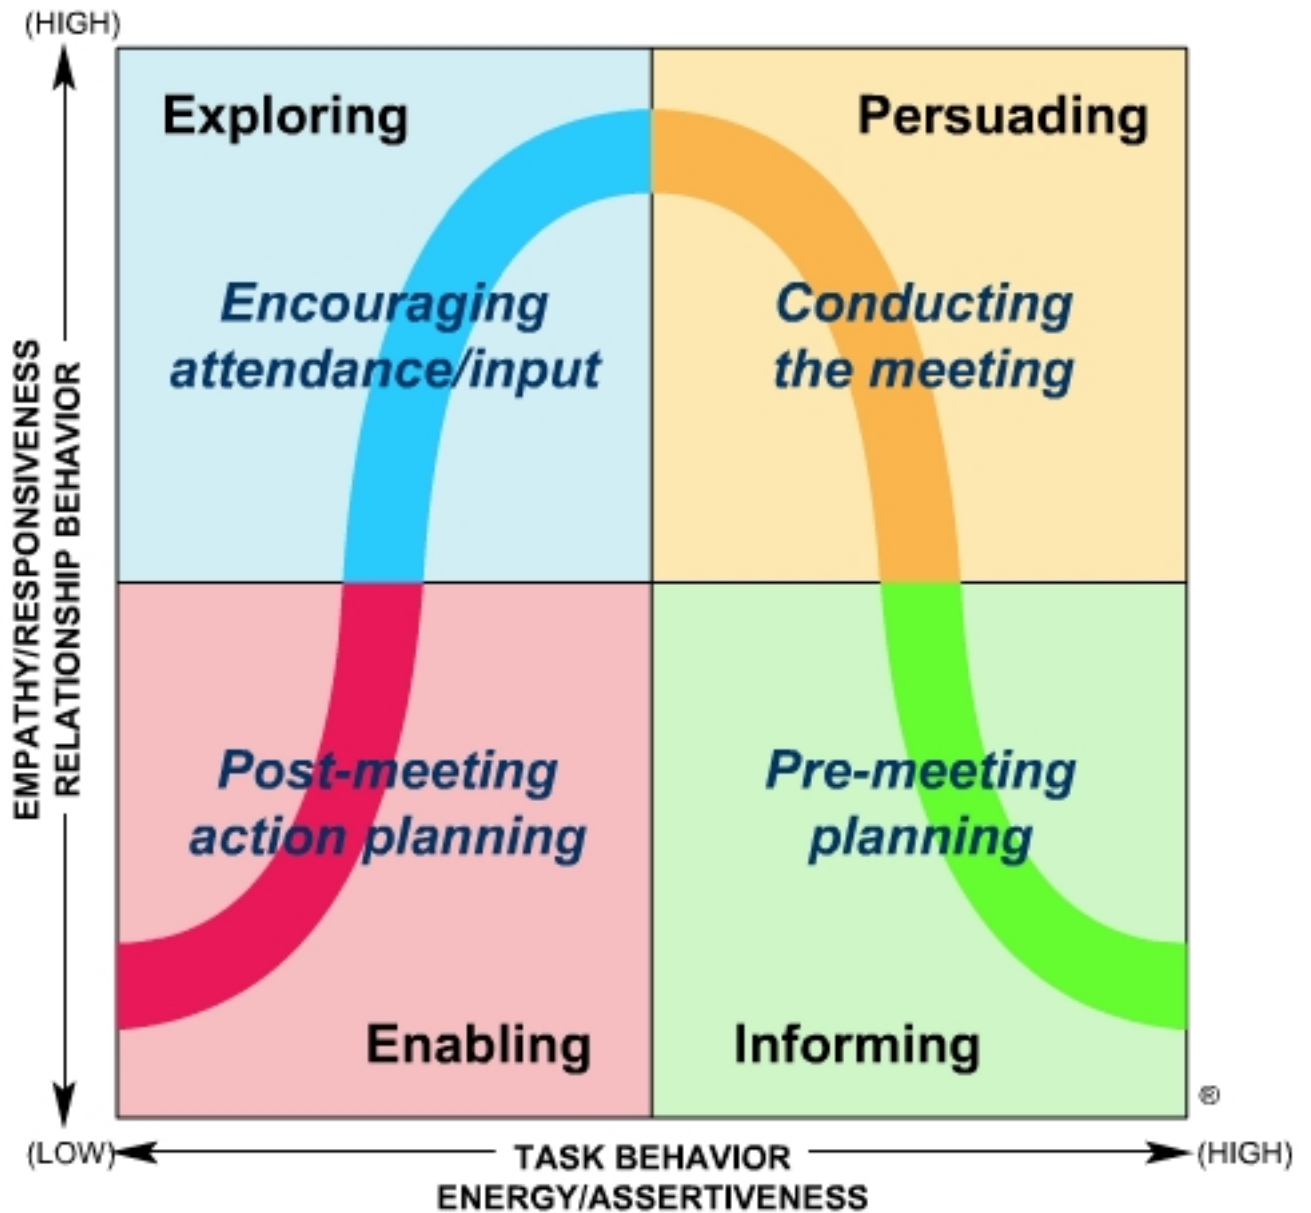 (HIGH)
Exploring
Persuading
Encouraging
attendance/input
Conducting
the meeting
EMPATHY/RESPONSIVENESS
RELATIONSHIP BEHAVIOR
Post-meeting
action planning
Pre-meeting
planning
Enabling
Informing
®
(LOW)
TASK BEHAVIOR
(HIGH)
ENERGY/ASSERTIVENESS